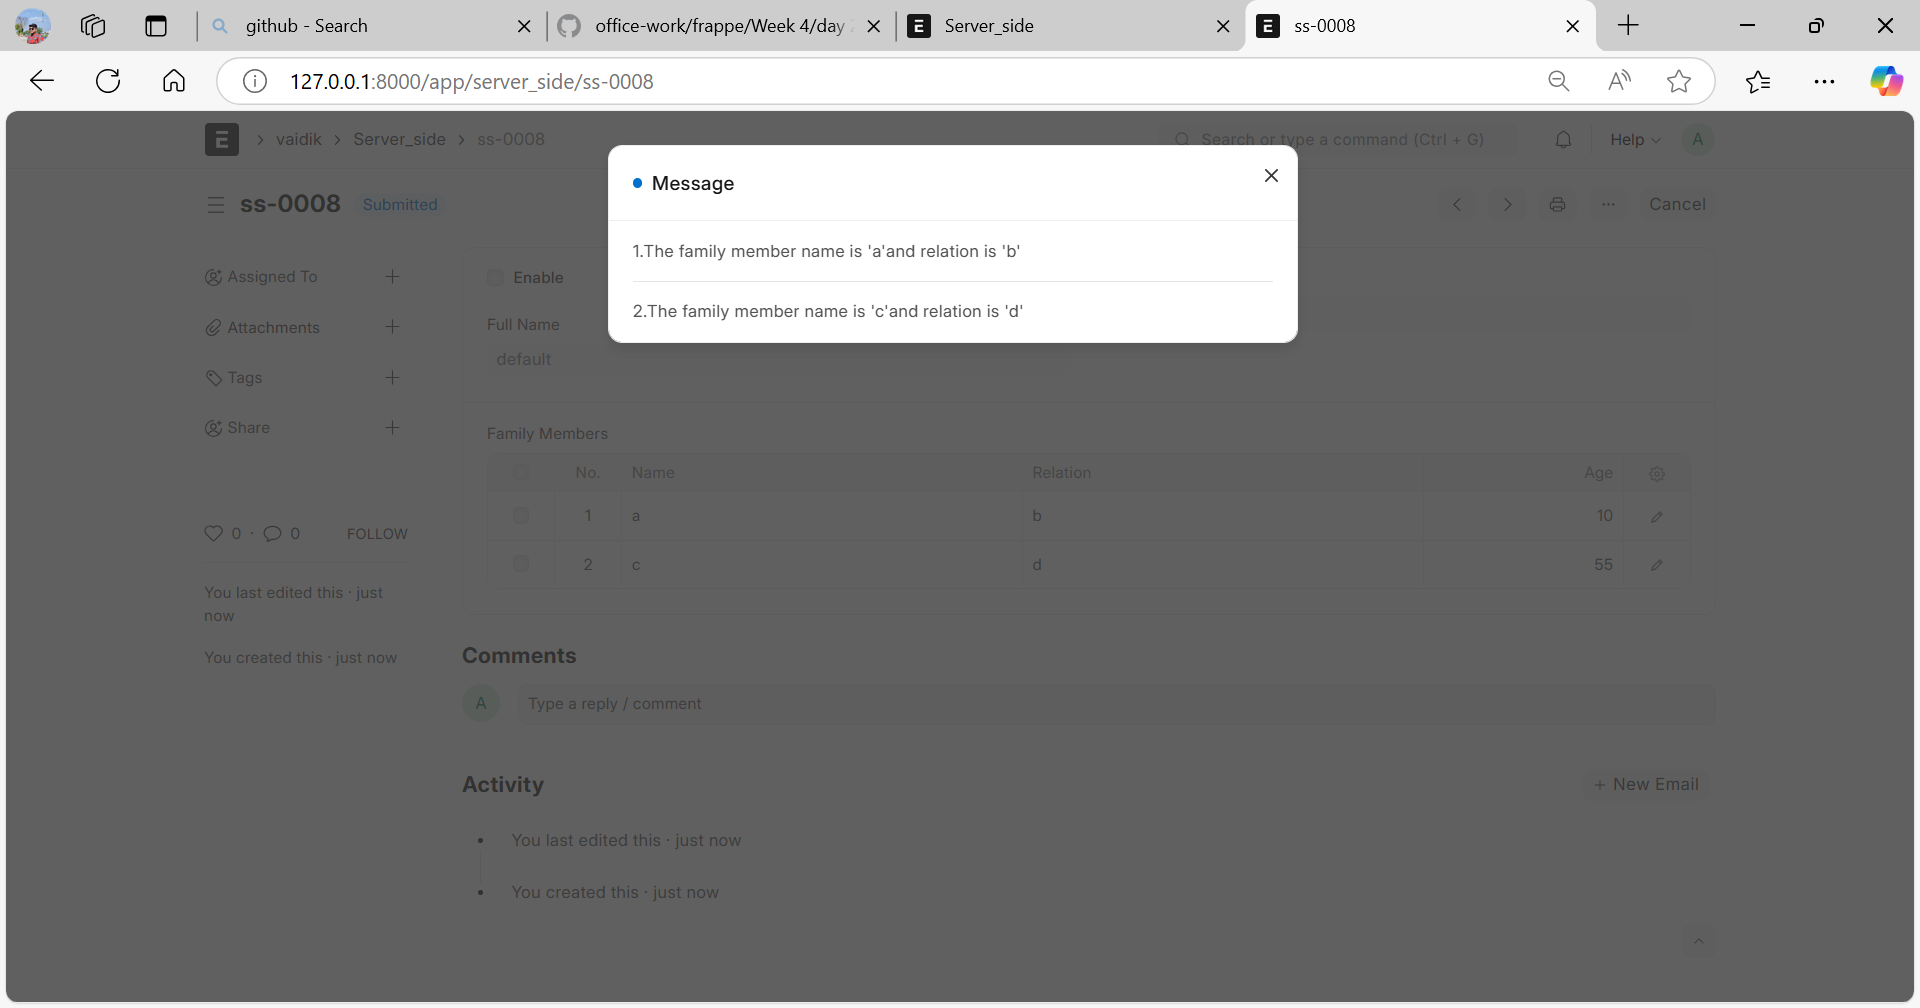 github - Search
office-work/frappe/Week 4/day
Server_side
ss-0008
127.0.0.1:8000/app/server_side/ss-0008
E > vaidik > Server_side > ss-0008
Search or type a command (Ctrl + G)
Help
A
ss-0008 Submitted
Cancel
Message
1.The family member name is 'a'and relation is 'b'
2.The family member name is 'c'and relation is 'd'
Assigned To
Attachments
Tags
Share
0 · 0 FOLLOW
You last edited this · just
now
You created this · just now
Enable
Full Name
default
Family Members
No. Name Relation Age
1 a b 10
2 c d 55
Comments
A Type a reply / comment
Activity
+ New Email
You last edited this · just now
You created this · just now